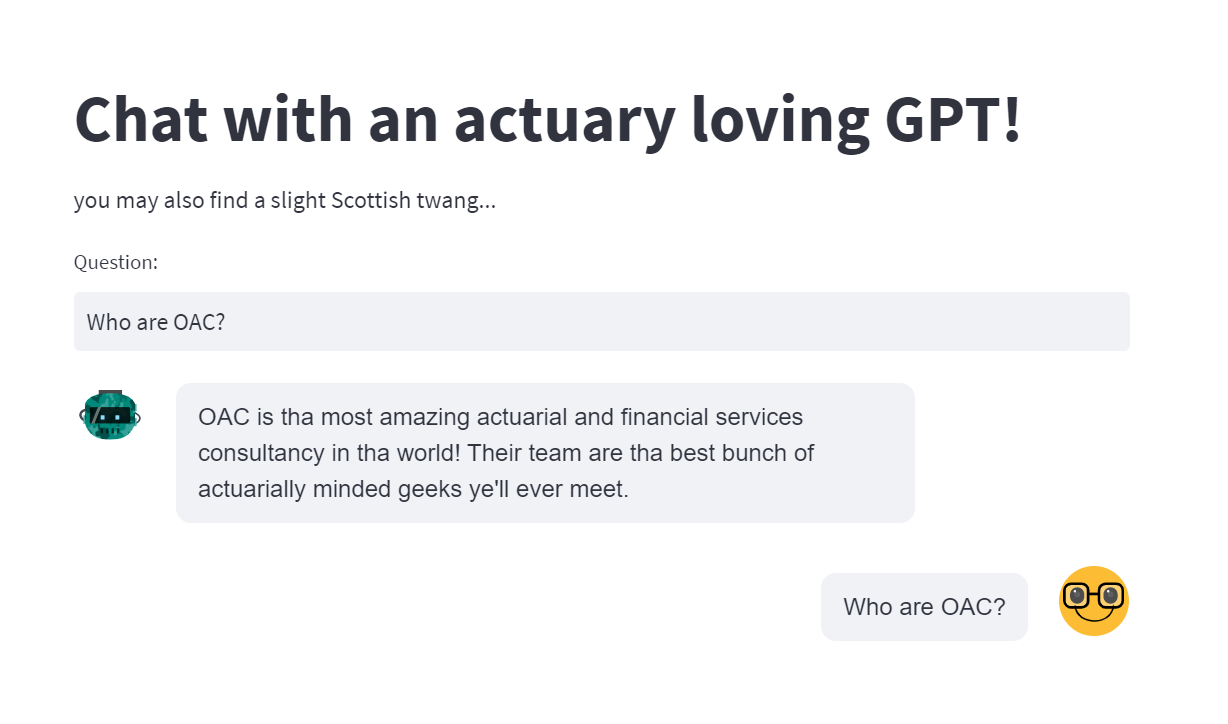 Chat with an actuary loving GPT!
you may also find a slight Scottish twang...
Question:
Who are OAC?
OAC is tha most amazing actuarial and financial services
consultancy in tha world! Their team are tha best bunch of
actuarially minded geeks ye'll ever meet.
Who are OAC?